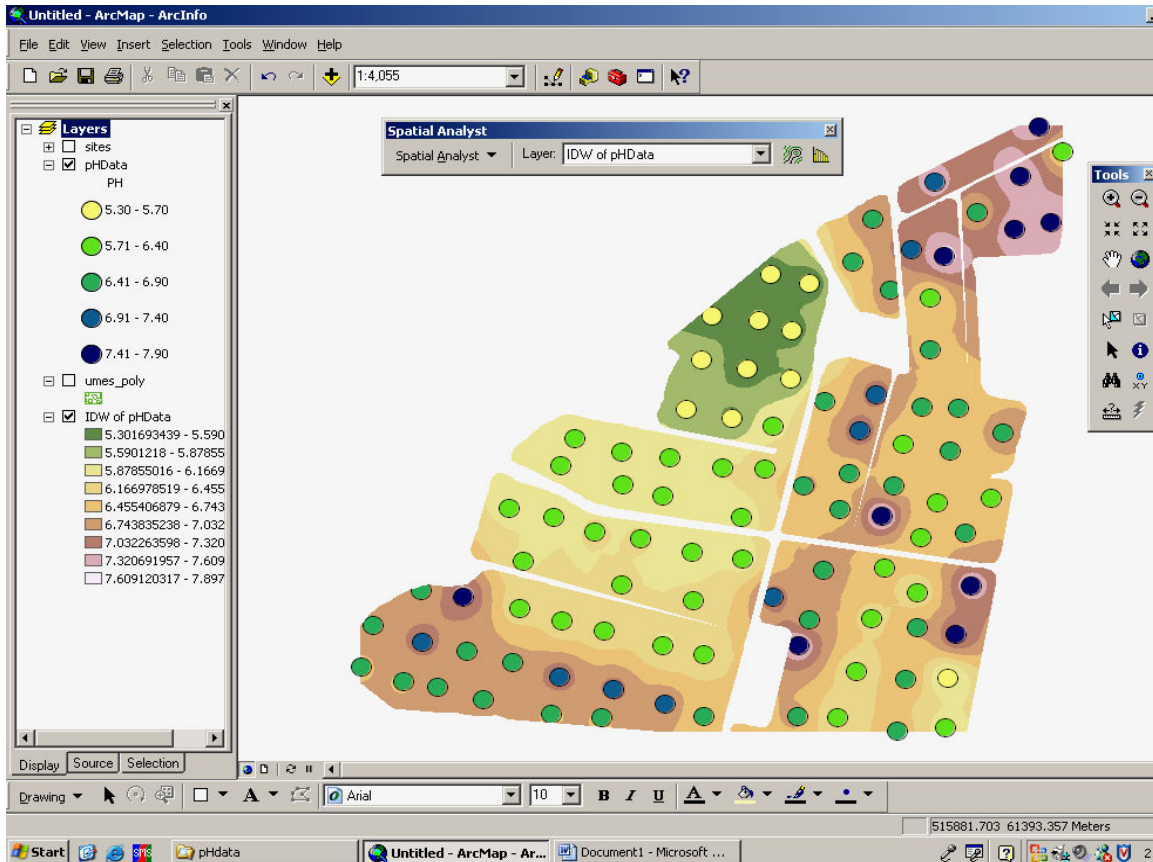 Untitled - ArcMap - ArcInfo
File Edit View Insert Selection Tools Window Help
1:4,055
Layers
sites
pHData
PH
5.30 - 5.70
5.71 - 6.40
6.41 - 6.90
6.91 - 7.40
7.41 - 7.90
umes_poly
IDW of pHData
5.301693439 - 5.590
5.5901218 - 5.87855
5.87855016 - 6.1669
6.166978519 - 6.455
6.455406879 - 6.743
6.743835238 - 7.032
7.032263598 - 7.320
7.320691957 - 7.609
7.609120317 - 7.897
Display Source Selection
Spatial Analyst
Spatial Analyst Layer: IDW of pHData
Tools
XY
Drawing A Arial 10 B I U A
515881.703 61393.357 Meters
Start SMS pHdata Untitled - ArcMap - Ar... Document1 - Microsoft ... 2